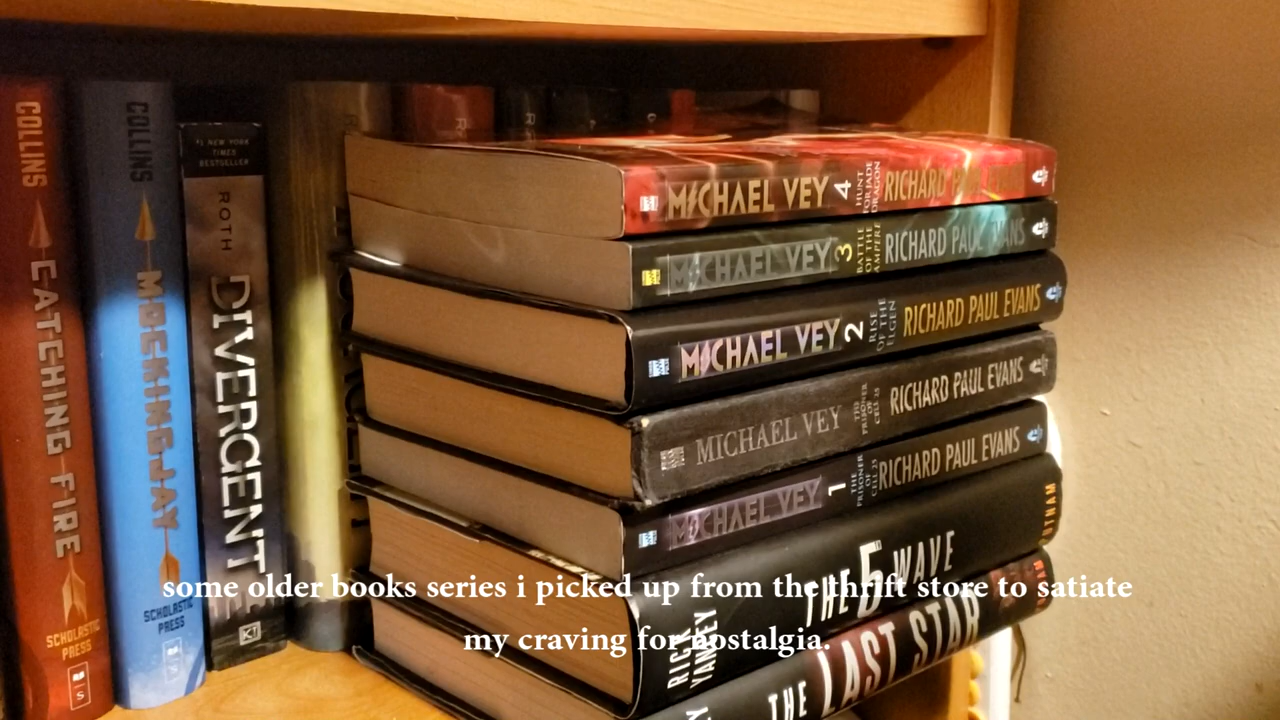 COLLINS
CATCHING FIRE
SCHOLASTIC
PRESS
S
COLLINS
MOCKINGJAY
SCHOLASTIC
PRESS
S
#1 NEW YORK
TIMES
BESTSELLER
ROTH
DIVERGENT
MICHAEL VEY 4 HUNT FOR JADE DRAGON RICHARD PAUL EVANS
MICHAEL VEY 3 BATTLE OF THE AMPERE RICHARD PAUL EVANS
MICHAEL VEY 2 RISE OF THE ELGEN RICHARD PAUL EVANS
MICHAEL VEY THE PRISONER OF CELL 25 RICHARD PAUL EVANS
MICHAEL VEY 1 THE PRISONER OF CELL 25 RICHARD PAUL EVANS
RICK YANCEY THE 5TH WAVE PUTNAM
THE LAST STAR
some older books series i picked up from the thrift store to satiate
my craving for nostalgia.